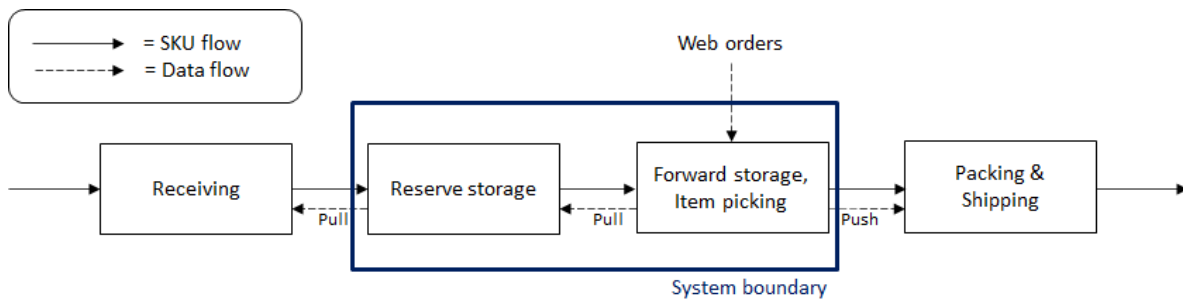 = SKU flow
= Data flow
Web orders
Receiving
Reserve storage
Forward storage,
Item picking
Packing &
Shipping
Pull
Pull
Push
System boundary